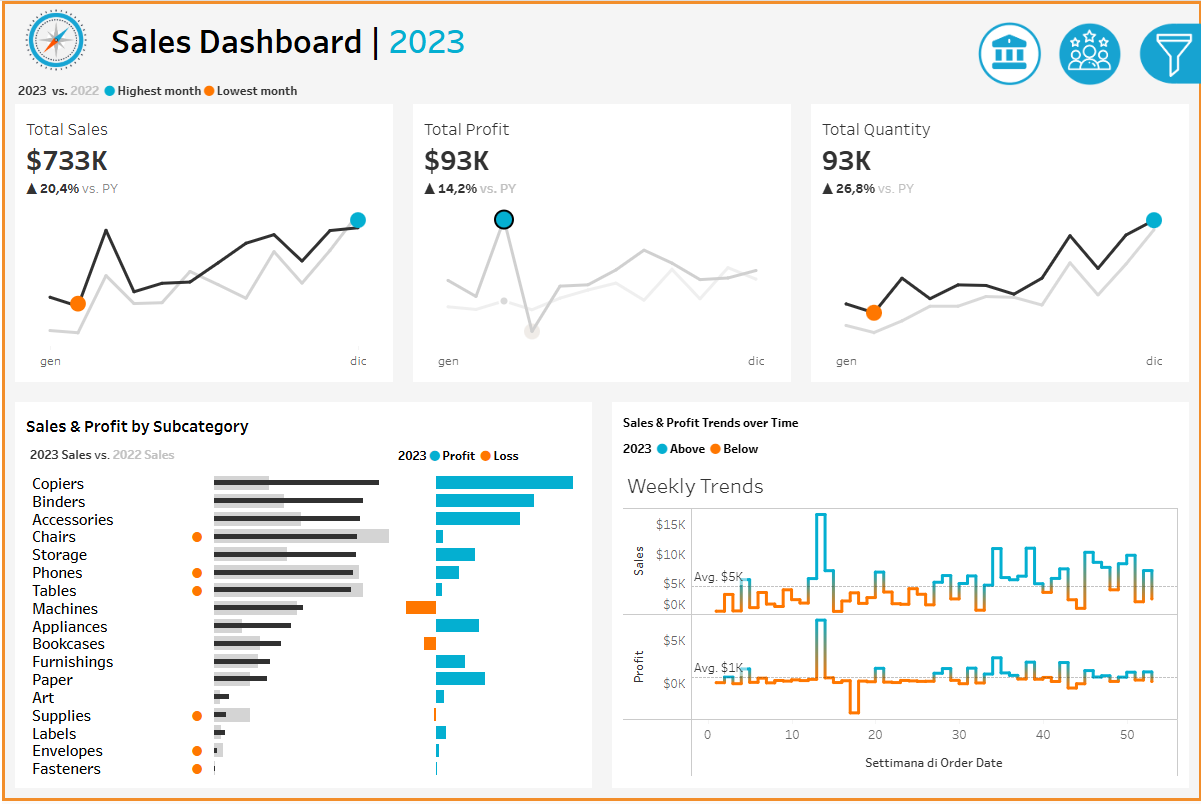 Sales Dashboard | 2023
2023 vs. 2022 Highest month Lowest month
Total Sales
$733K
▲ 20,4% vs. PY
gen dic
Total Profit
$93K
▲ 14,2% vs. PY
gen dic
Total Quantity
93K
▲ 26,8% vs. PY
gen dic
Sales & Profit by Subcategory
2023 Sales vs. 2022 Sales
2023 Profit Loss
Copiers
Binders
Accessories
Chairs
Storage
Phones
Tables
Machines
Appliances
Bookcases
Furnishings
Paper
Art
Supplies
Labels
Envelopes
Fasteners
Sales & Profit Trends over Time
2023 Above Below
Weekly Trends
Sales
$15K
$10K
$5K
$0K
Avg. $5K
Profit
$5K
$0K
Avg. $1K
0 10 20 30 40 50
Settimana di Order Date